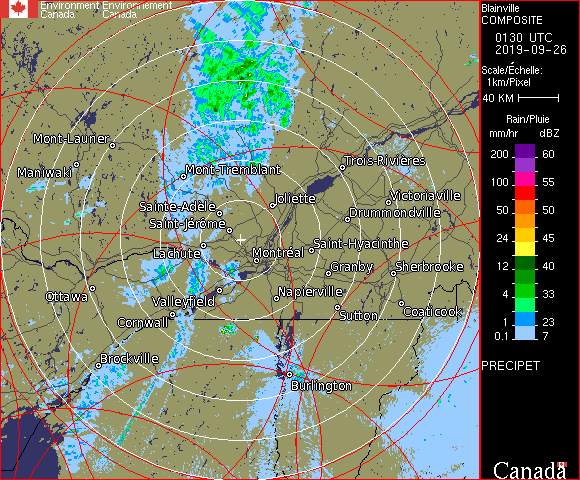 Environment Environnement
Canada Canada
Mont-Laurier
Maniwaki
Mont-Tremblant
Trois-Rivières
Sainte-Adèle
Joliette
Victoriaville
Drummondville
Saint-Jérôme
Lachute
Montréal
Saint-Hyacinthe
Granby
Sherbrooke
Ottawa
Valleyfield
Napierville
Cornwall
Sutton
Coaticook
Brockville
Burlington
Blainville
COMPOSITE
0130 UTC
2019-09-26
Scale/Échelle:
1km/Pixel
40 KM
Rain/Pluie
mm/hr dBZ
200 60
100 55
50 50
24 45
12 40
4 33
1 23
0.1 7
PRECIPET
Canada